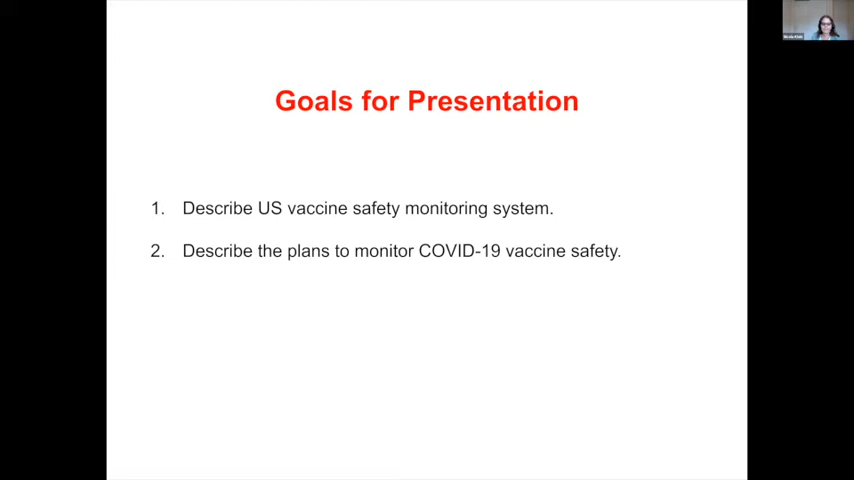 Goals for Presentation
1. Describe US vaccine safety monitoring system.
2. Describe the plans to monitor COVID-19 vaccine safety.